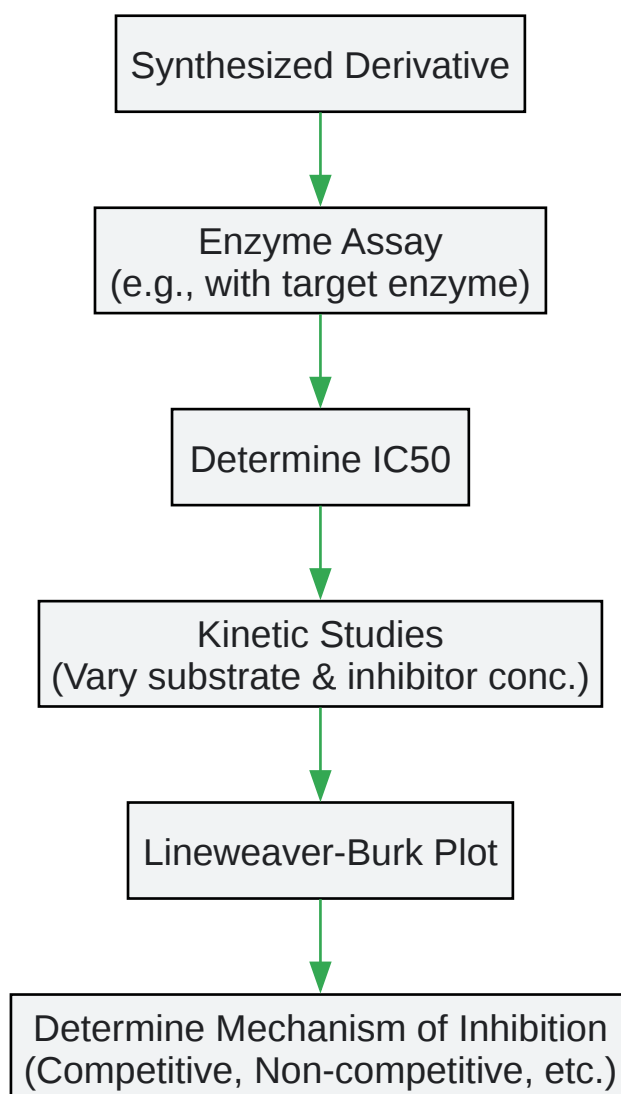 Synthesized Derivative
Enzyme Assay
(e.g., with target enzyme)
Determine IC50
Kinetic Studies
(Vary substrate & inhibitor conc.)
Lineweaver-Burk Plot
Determine Mechanism of Inhibition
(Competitive, Non-competitive, etc.)